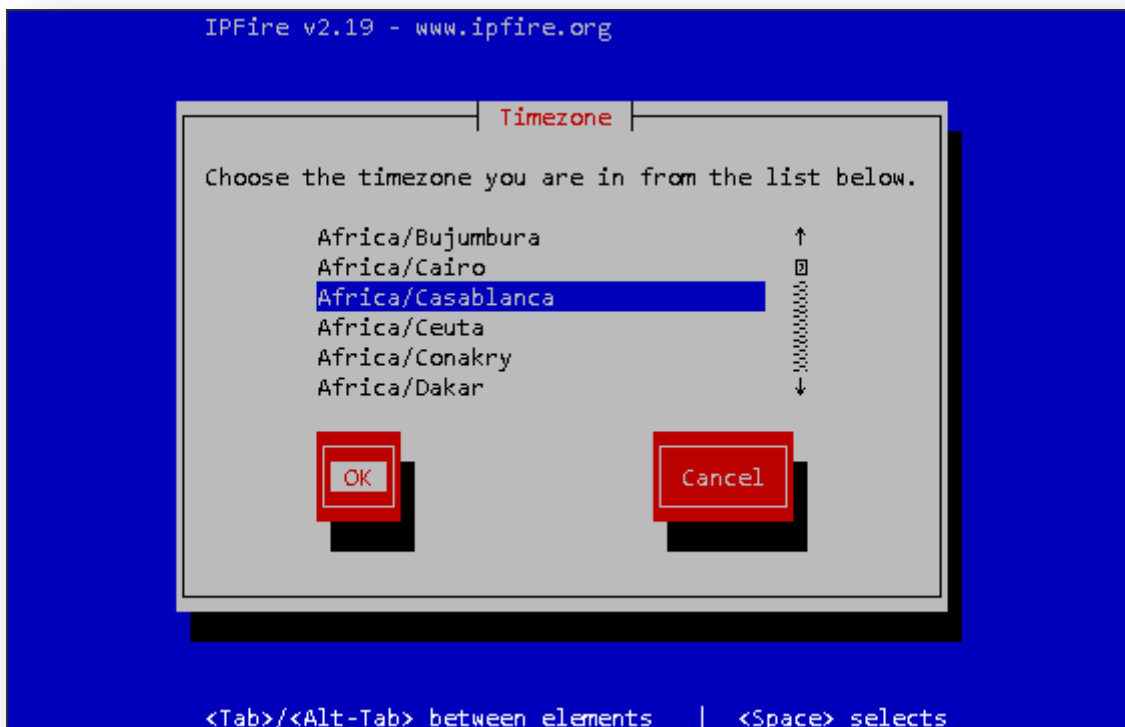 IPFire v2.19 - www.ipfire.org
Timezone
Choose the timezone you are in from the list below.
Africa/Bujumbura
Africa/Cairo
Africa/Casablanca
Africa/Ceuta
Africa/Conakry
Africa/Dakar
OK Cancel
<Tab>/<Alt-Tab> between elements | <Space> selects